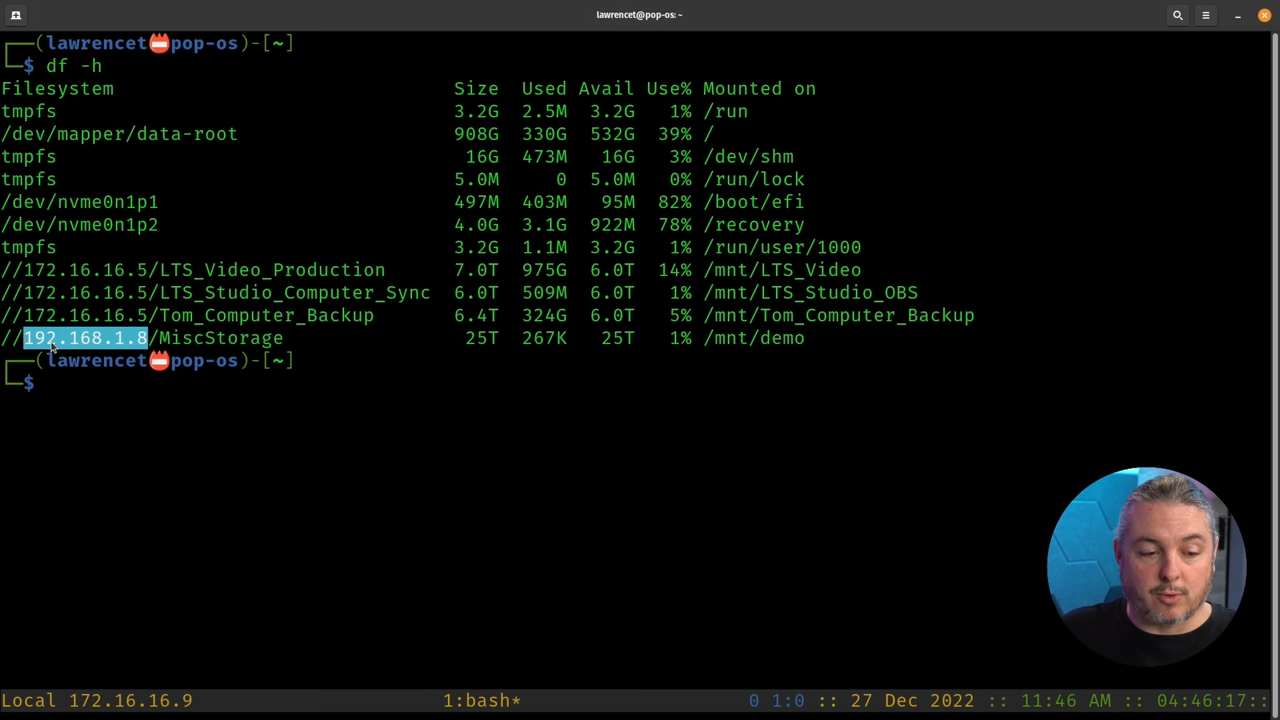 lawrencet@pop-os: ~
┌──(lawrencet📛pop-os)-[~]
└─$ df -h
Filesystem Size Used Avail Use% Mounted on
tmpfs 3.2G 2.5M 3.2G 1% /run
/dev/mapper/data-root 908G 330G 532G 39% /
tmpfs 16G 473M 16G 3% /dev/shm
tmpfs 5.0M 0 5.0M 0% /run/lock
/dev/nvme0n1p1 497M 403M 95M 82% /boot/efi
/dev/nvme0n1p2 4.0G 3.1G 922M 78% /recovery
tmpfs 3.2G 1.1M 3.2G 1% /run/user/1000
//172.16.16.5/LTS_Video_Production 7.0T 975G 6.0T 14% /mnt/LTS_Video
//172.16.16.5/LTS_Studio_Computer_Sync 6.0T 509M 6.0T 1% /mnt/LTS_Studio_OBS
//172.16.16.5/Tom_Computer_Backup 6.4T 324G 6.0T 5% /mnt/Tom_Computer_Backup
//192.168.1.8/MiscStorage 25T 267K 25T 1% /mnt/demo
┌──(lawrencet📛pop-os)-[~]
└─$
Local 172.16.16.9 1:bash* 0 1:0 :: 27 Dec 2022 :: 11:46 AM :: 04:46:17::